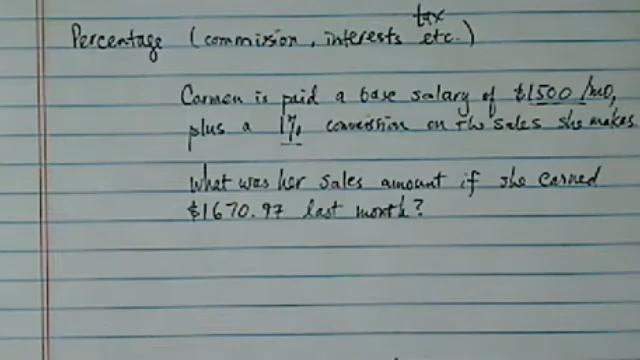 tax
Percentage (commission, interests etc.)
Carmen is paid a base salary of $1500/mo,
plus a 1% commission on the sales she makes.
What was her sales amount if she earned
$1670.97 last month?